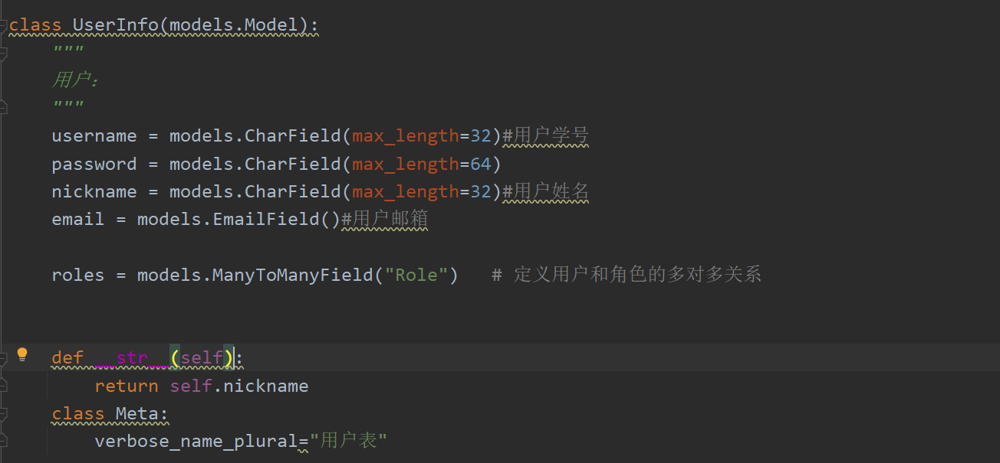 class UserInfo(models.Model):
    """
    用户：
    """
    username = models.CharField(max_length=32)#用户学号
    password = models.CharField(max_length=64)
    nickname = models.CharField(max_length=32)#用户姓名
    email = models.EmailField()#用户邮箱
    roles = models.ManyToManyField("Role")   # 定义用户和角色的多对多关系
    def __str__(self):
        return self.nickname
    class Meta:
        verbose_name_plural="用户表"